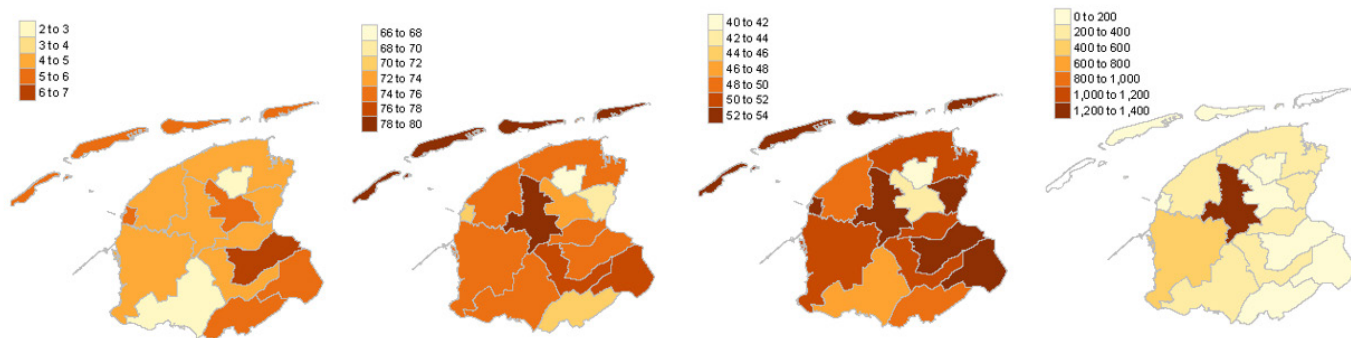 2 to 3
3 to 4
4 to 5
5 to 6
6 to 7
66 to 68
68 to 70
70 to 72
72 to 74
74 to 76
76 to 78
78 to 80
40 to 42
42 to 44
44 to 46
46 to 48
48 to 50
50 to 52
52 to 54
0 to 200
200 to 400
400 to 600
600 to 800
800 to 1,000
1,000 to 1,200
1,200 to 1,400